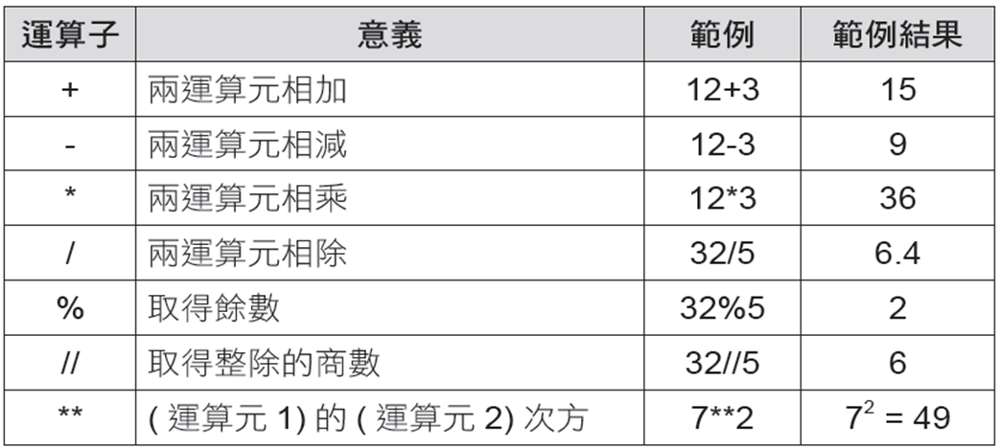 運算子 意義 範例 範例結果
+ 兩運算元相加 12+3 15
- 兩運算元相減 12-3 9
* 兩運算元相乘 12*3 36
/ 兩運算元相除 32/5 6.4
% 取得餘數 32%5 2
// 取得整除的商數 32//5 6
** ( 運算元 1) 的 ( 運算元 2) 次方 7**2 7² = 49